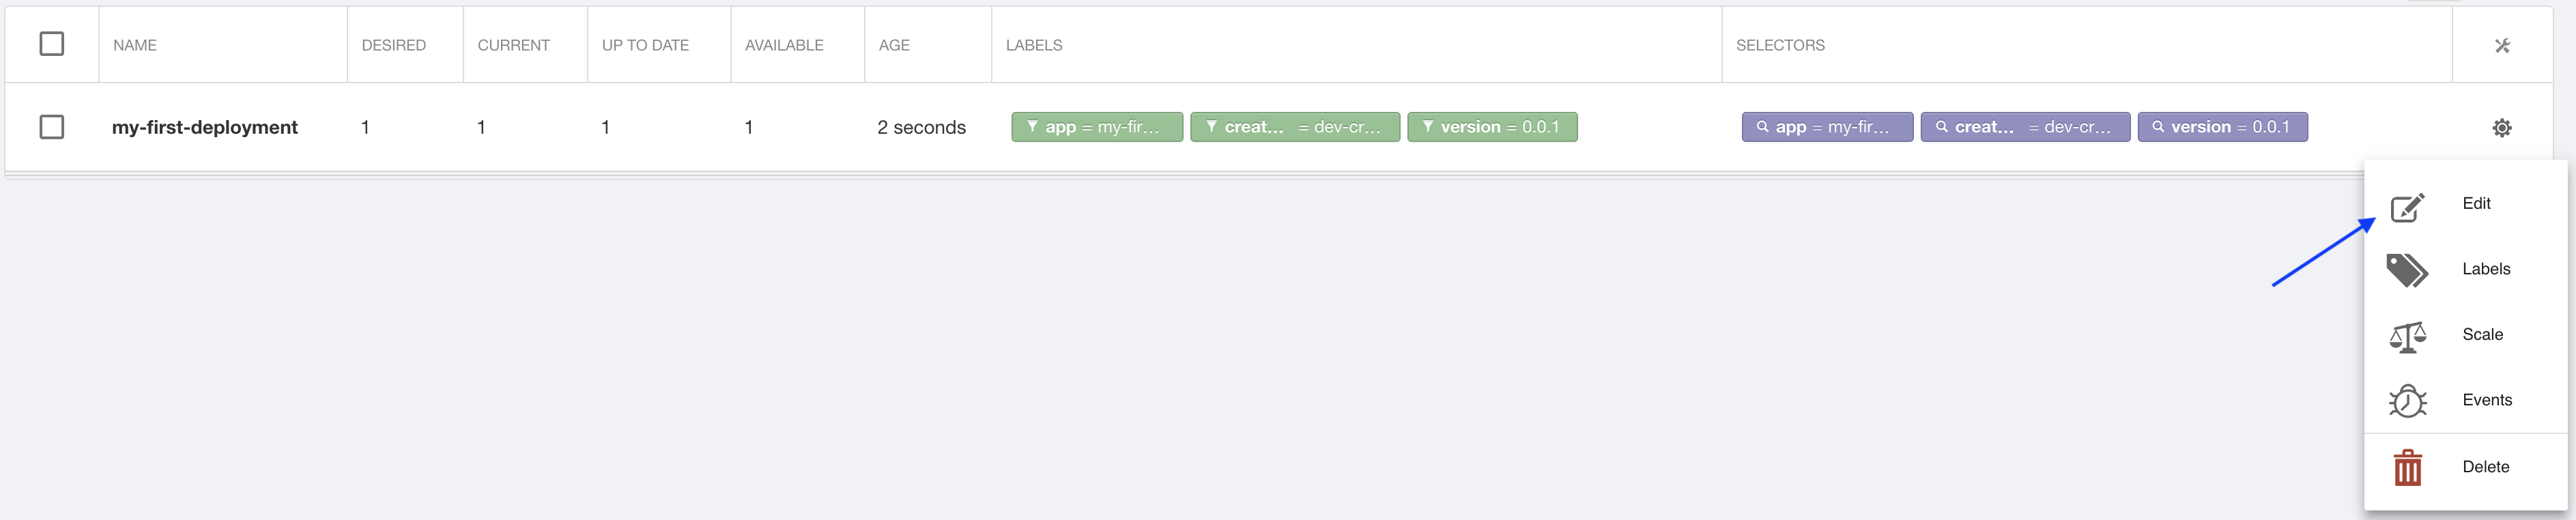 NAME DESIRED CURRENT UP TO DATE AVAILABLE AGE LABELS SELECTORS
my-first-deployment 1 1 1 1 2 seconds app = my-fir... creat... = dev-cr... version = 0.0.1 app = my-fir... creat... = dev-cr... version = 0.0.1
Edit
Labels
Scale
Events
Delete